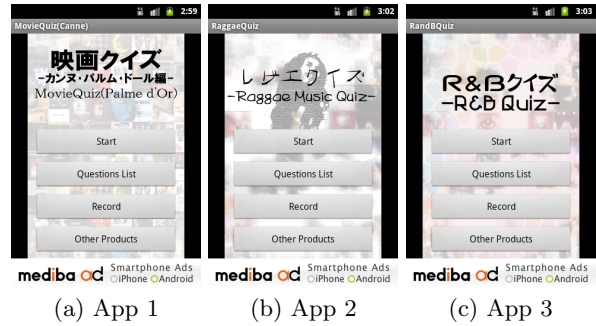 2:59
MovieQuiz(Canne)
映画クイズ
-カンヌ・パルム・ドール編-
MovieQuiz(Palme d'Or)
Start
Questions List
Record
Other Products
mediba ad Smartphone Ads
iPhone Android
(a) App 1
3:02
RaggaeQuiz
レゲエクイズ
-Raggae Music Quiz-
Start
Questions List
Record
Other Products
mediba ad Smartphone Ads
iPhone Android
(b) App 2
3:03
RandBQuiz
R&Bクイズ
-R&B Quiz-
Start
Questions List
Record
Other Products
mediba ad Smartphone Ads
iPhone Android
(c) App 3